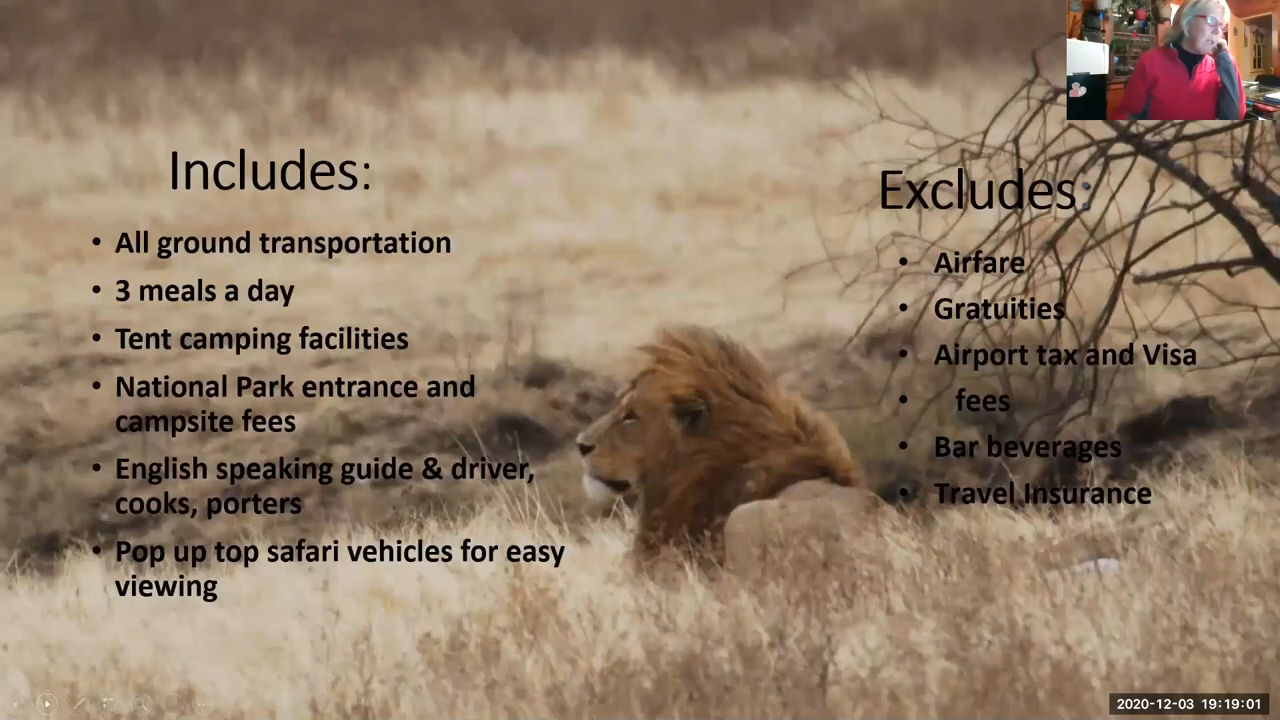 Includes:
• All ground transportation
• 3 meals a day
• Tent camping facilities
• National Park entrance and
campsite fees
• English speaking guide & driver,
cooks, porters
• Pop up top safari vehicles for easy
viewing
Excludes:
• Airfare
• Gratuities
• Airport tax and Visa
• fees
• Bar beverages
• Travel Insurance
2020-12-03 19:19:01